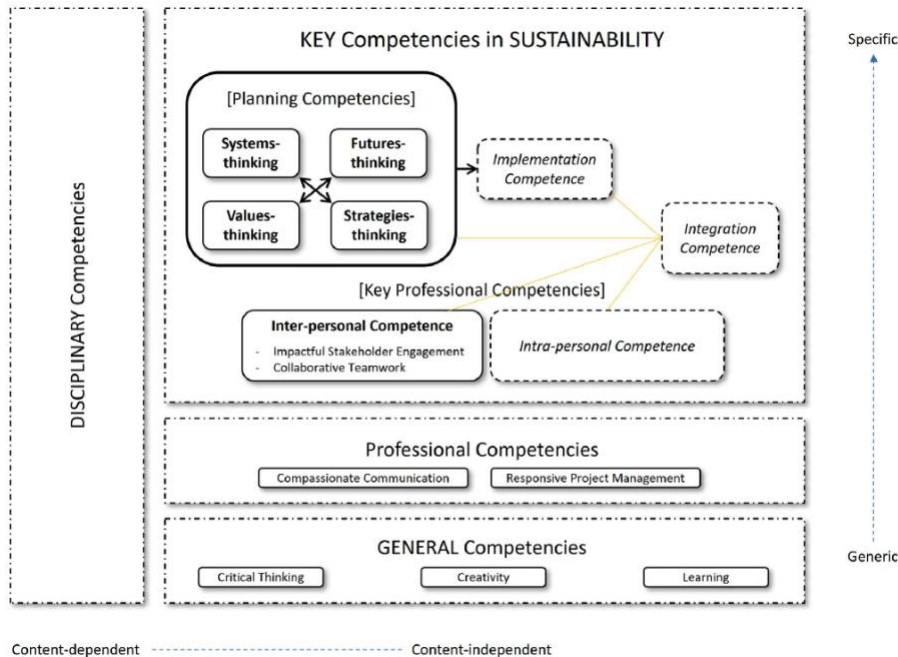 KEY Competencies in SUSTAINABILITY
Specific
[Planning Competencies]
Systems-
thinking
Futures-
thinking
Implementation
Competence
Values-
thinking
Strategies-
thinking
Integration
Competence
DISCIPLINARY Competencies
[Key Professional Competencies]
Inter-personal Competence
- Impactful Stakeholder Engagement
- Collaborative Teamwork
Intra-personal Competence
Professional Competencies
Compassionate Communication
Responsive Project Management
GENERAL Competencies
Generic
Critical Thinking
Creativity
Learning
Content-dependent
Content-independent